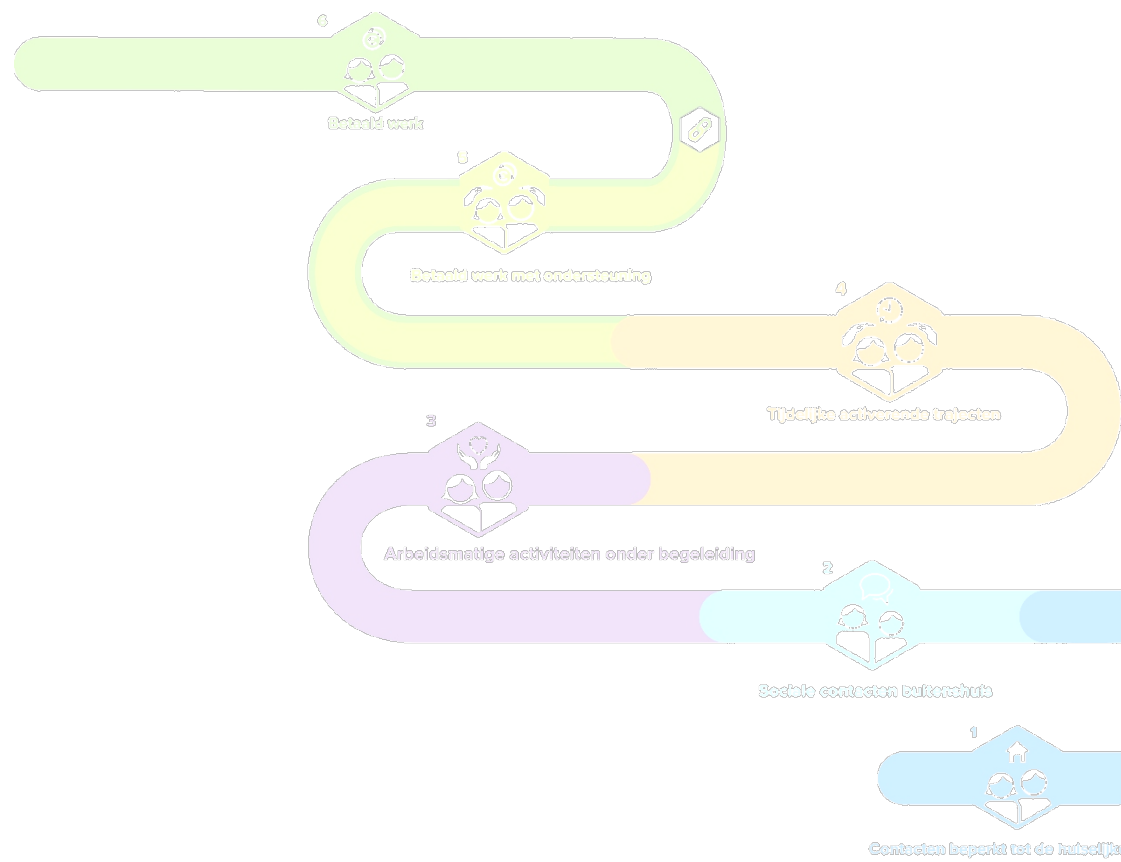 6
Betaald werk
5
Betaald werk met ondersteuning
4
Tijdelijke activerende trajecten
3
Arbeidsmatige activiteiten onder begeleiding
2
Sociale contacten buitenshuis
1
Contacten beperkt tot de huiselijke